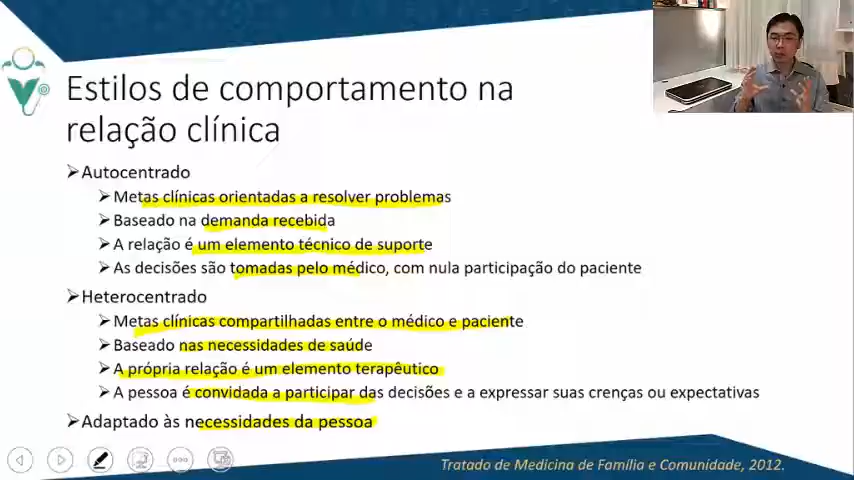 Estilos de comportamento na
relação clínica
Autocentrado
Metas clínicas orientadas a resolver problemas
Baseado na demanda recebida
A relação é um elemento técnico de suporte
As decisões são tomadas pelo médico, com nula participação do paciente
Heterocentrado
Metas clínicas compartilhadas entre o médico e paciente
Baseado nas necessidades de saúde
A própria relação é um elemento terapêutico
A pessoa é convidada a participar das decisões e a expressar suas crenças ou expectativas
Adaptado às necessidades da pessoa
Tratado de Medicina de Família e Comunidade, 2012.